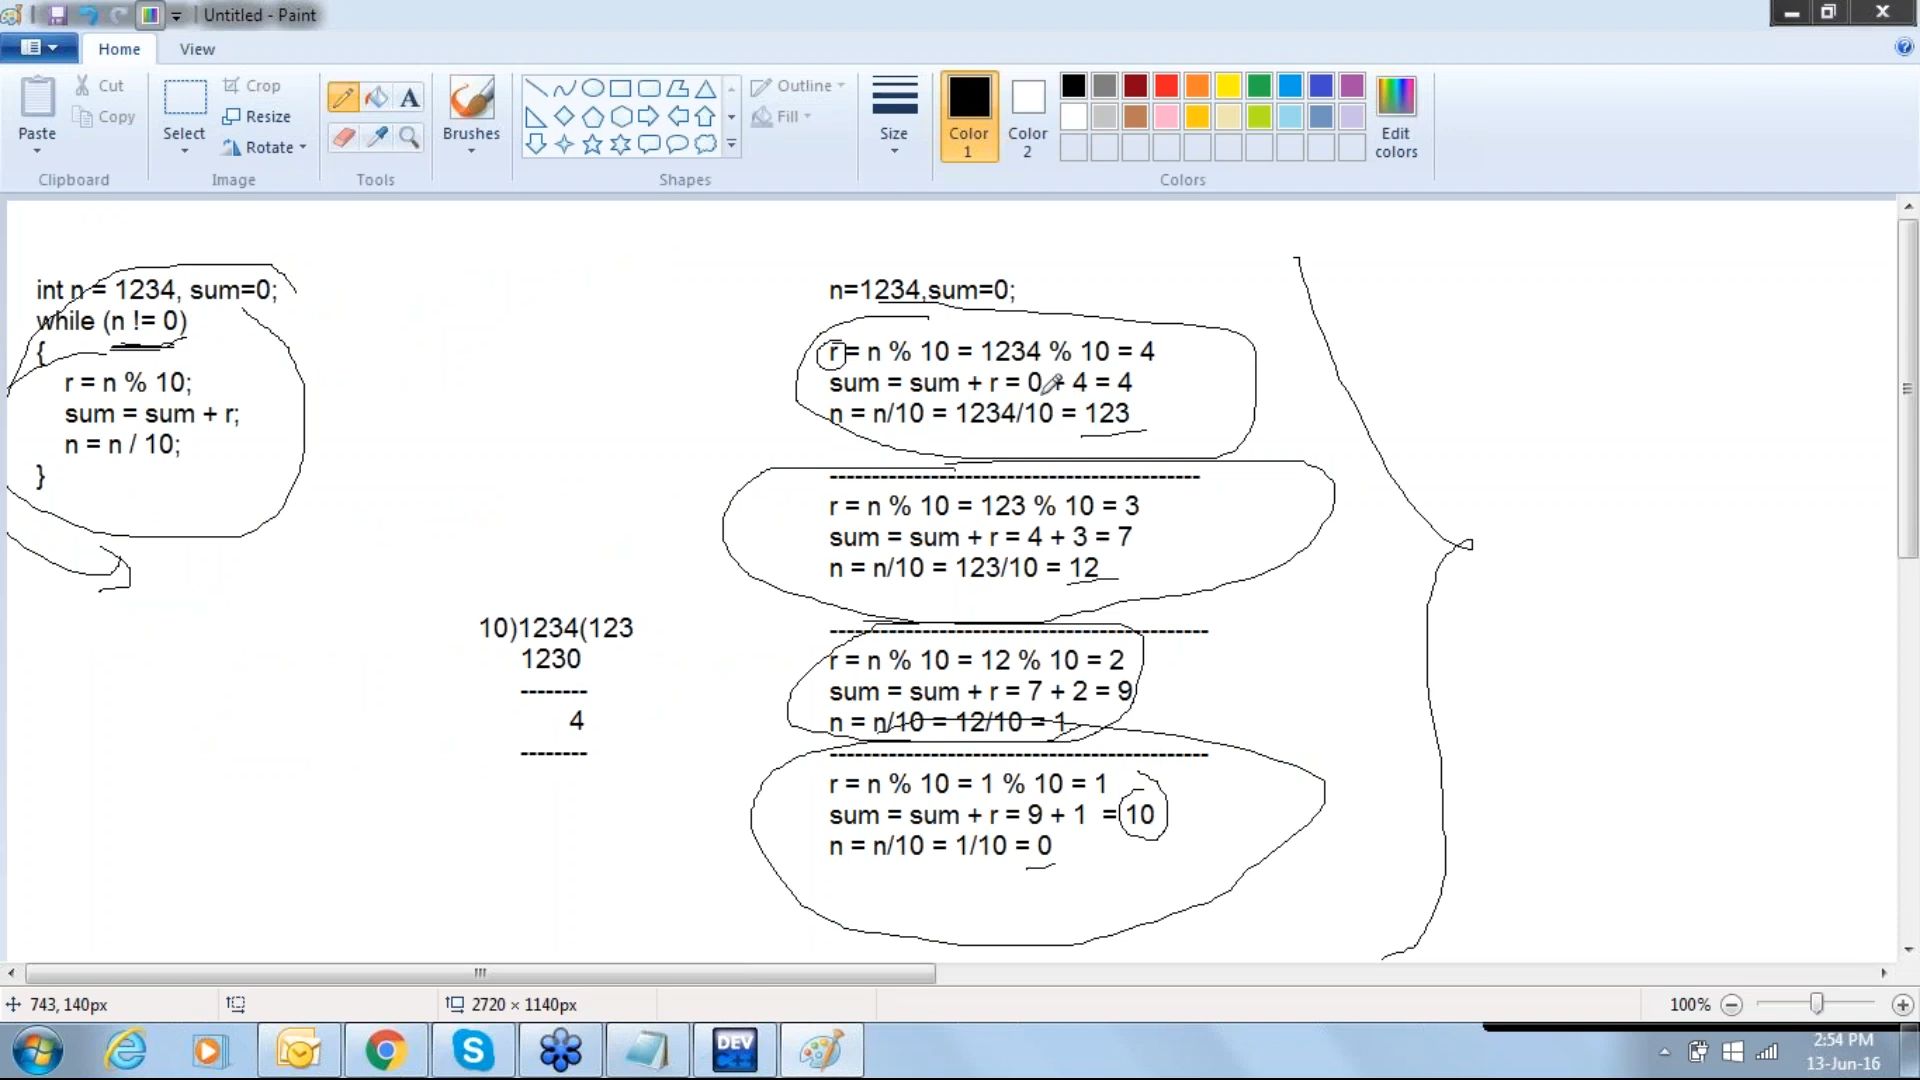 Untitled - Paint
Home
View
Paste
Cut
Copy
Clipboard
Select
Crop
Resize
Rotate
Image
A
Tools
Brushes
Outline
Fill
Shapes
Size
Color 1
Color 2
Edit colors
Colors
int n = 1234, sum=0;
while (n != 0)
{
r = n % 10;
sum = sum + r;
n = n / 10;
}
10)1234(123
1230
--------
4
--------
n=1234,sum=0;
r = n % 10 = 1234 % 10 = 4
sum = sum + r = 0 + 4 = 4
n = n/10 = 1234/10 = 123
--------------------------------------------
r = n % 10 = 123 % 10 = 3
sum = sum + r = 4 + 3 = 7
n = n/10 = 123/10 = 12
---------------------------------------------
r = n % 10 = 12 % 10 = 2
sum = sum + r = 7 + 2 = 9
n = n/10 = 12/10 = 1
---------------------------------------------
r = n % 10 = 1 % 10 = 1
sum = sum + r = 9 + 1 = 10
n = n/10 = 1/10 = 0
743, 140px
2720 × 1140px
100%
DEV C++
2:54 PM
13-Jun-16